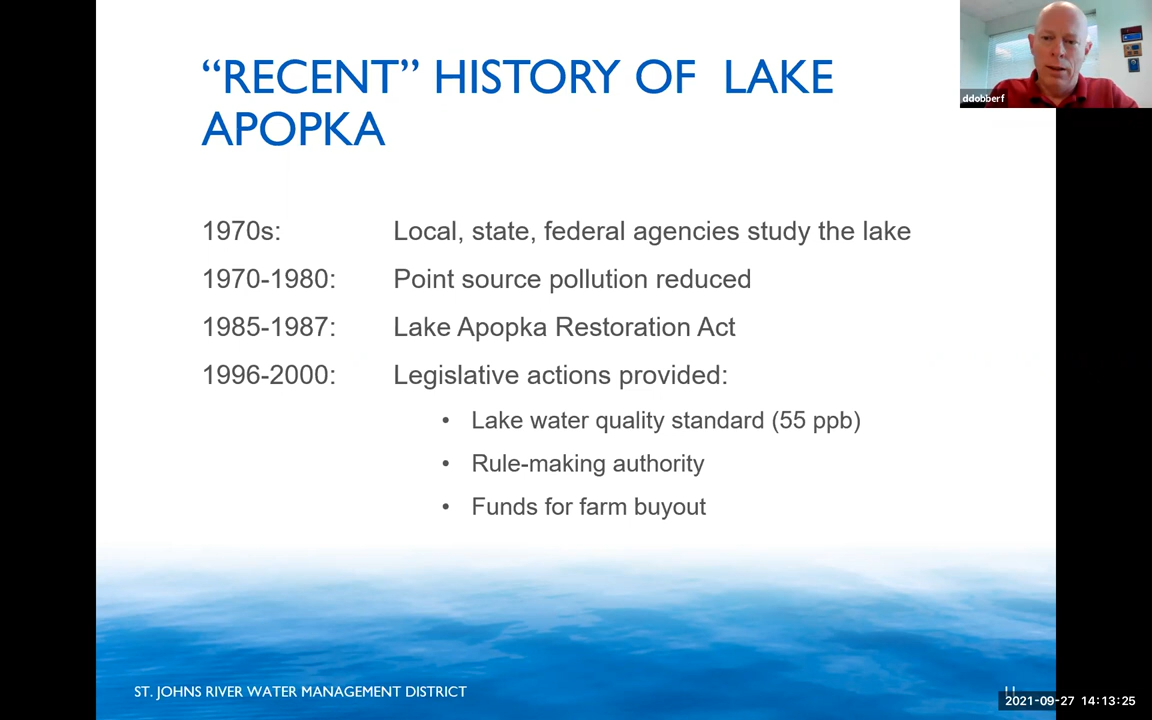 “RECENT” HISTORY OF LAKE
APOPKA
ddobberf
1970s: Local, state, federal agencies study the lake
1970-1980: Point source pollution reduced
1985-1987: Lake Apopka Restoration Act
1996-2000: Legislative actions provided:
• Lake water quality standard (55 ppb)
• Rule-making authority
• Funds for farm buyout
ST. JOHNS RIVER WATER MANAGEMENT DISTRICT
2021-09-27 14:13:25